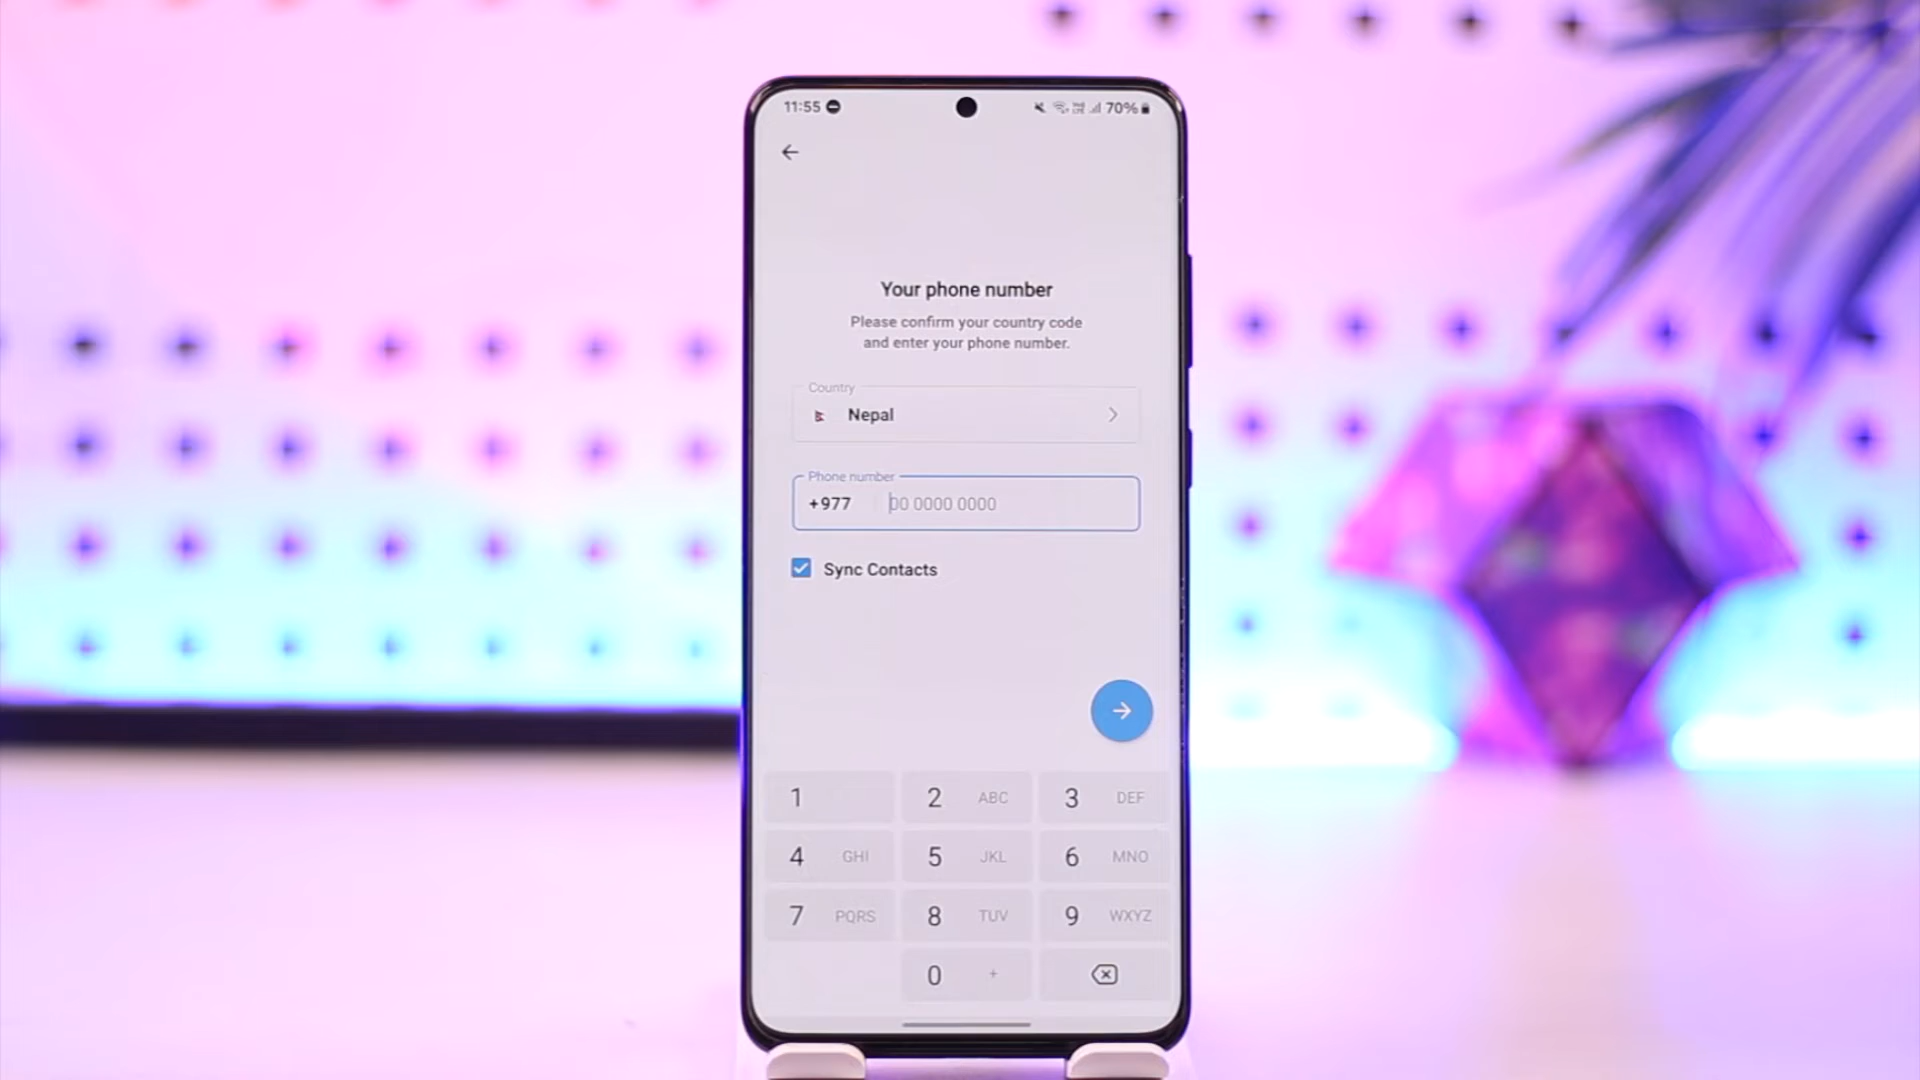 11:55
70%
Your phone number
Please confirm your country code
and enter your phone number.
Country
Nepal
Phone number
+977 00 0000 0000
Sync Contacts
1
2 ABC
3 DEF
4 GHI
5 JKL
6 MNO
7 PQRS
8 TUV
9 WXYZ
0 +